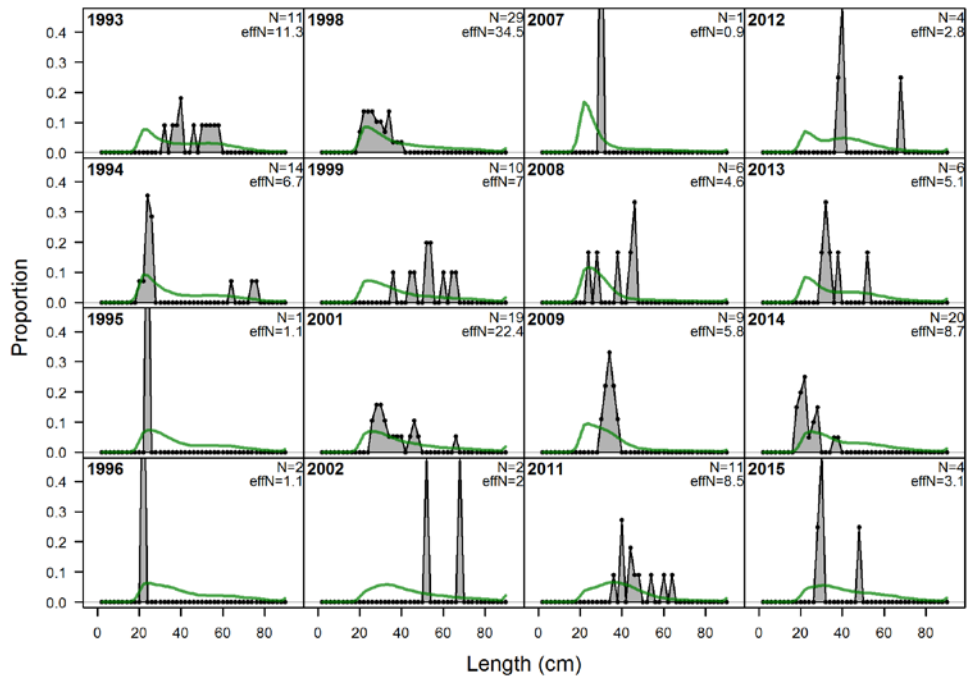 1993 N=11 effN=11.3
1998 N=29 effN=34.5
2007 N=1 effN=0.9
2012 N=4 effN=2.8
1994 N=14 effN=6.7
1999 N=10 effN=7
2008 N=6 effN=4.6
2013 N=6 effN=5.1
1995 N=1 effN=1.1
2001 N=19 effN=22.4
2009 N=9 effN=5.8
2014 N=20 effN=8.7
1996 N=2 effN=1.1
2002 N=2 effN=2
2011 N=11 effN=8.5
2015 N=4 effN=3.1
0.4
0.3
0.2
0.1
0.0
0.4
0.3
0.2
0.1
0.0
0.4
0.3
0.2
0.1
0.0
0.4
0.3
0.2
0.1
0.0
Proportion
0 20 40 60 80 0 20 40 60 80 0 20 40 60 80 0 20 40 60 80
Length (cm)